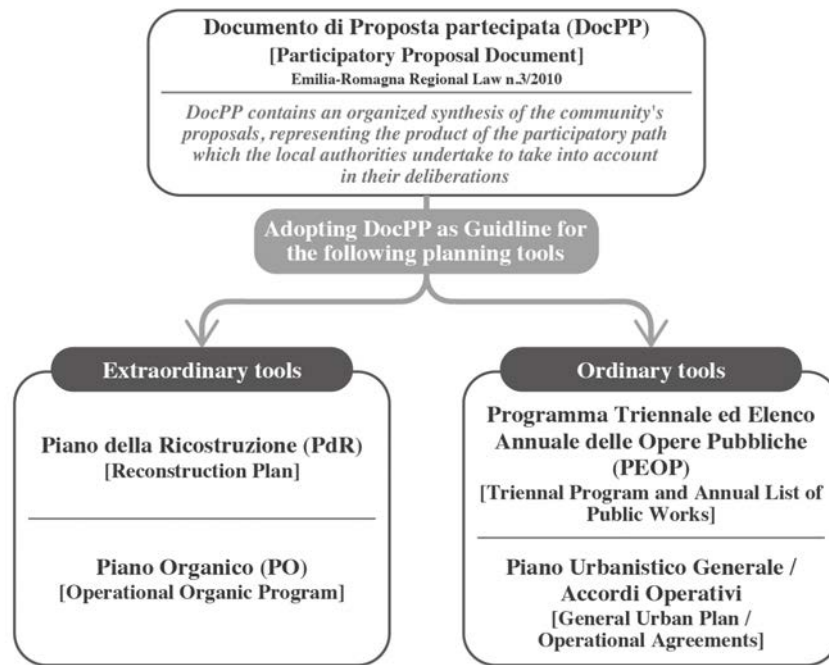 Documento di Proposta partecipata (DocPP)
[Participatory Proposal Document]
Emilia-Romagna Regional Law n.3/2010
DocPP contains an organized synthesis of the community's
proposals, representing the product of the participatory path
which the local authorities undertake to take into account
in their deliberations
Adopting DocPP as Guidline for
the following planning tools
Extraordinary tools
Piano della Ricostruzione (PdR)
[Reconstruction Plan]
Piano Organico (PO)
[Operational Organic Program]
Ordinary tools
Programma Triennale ed Elenco
Annuale delle Opere Pubbliche
(PEOP)
[Triennal Program and Annual List of
Public Works]
Piano Urbanistico Generale /
Accordi Operativi
[General Urban Plan /
Operational Agreements]